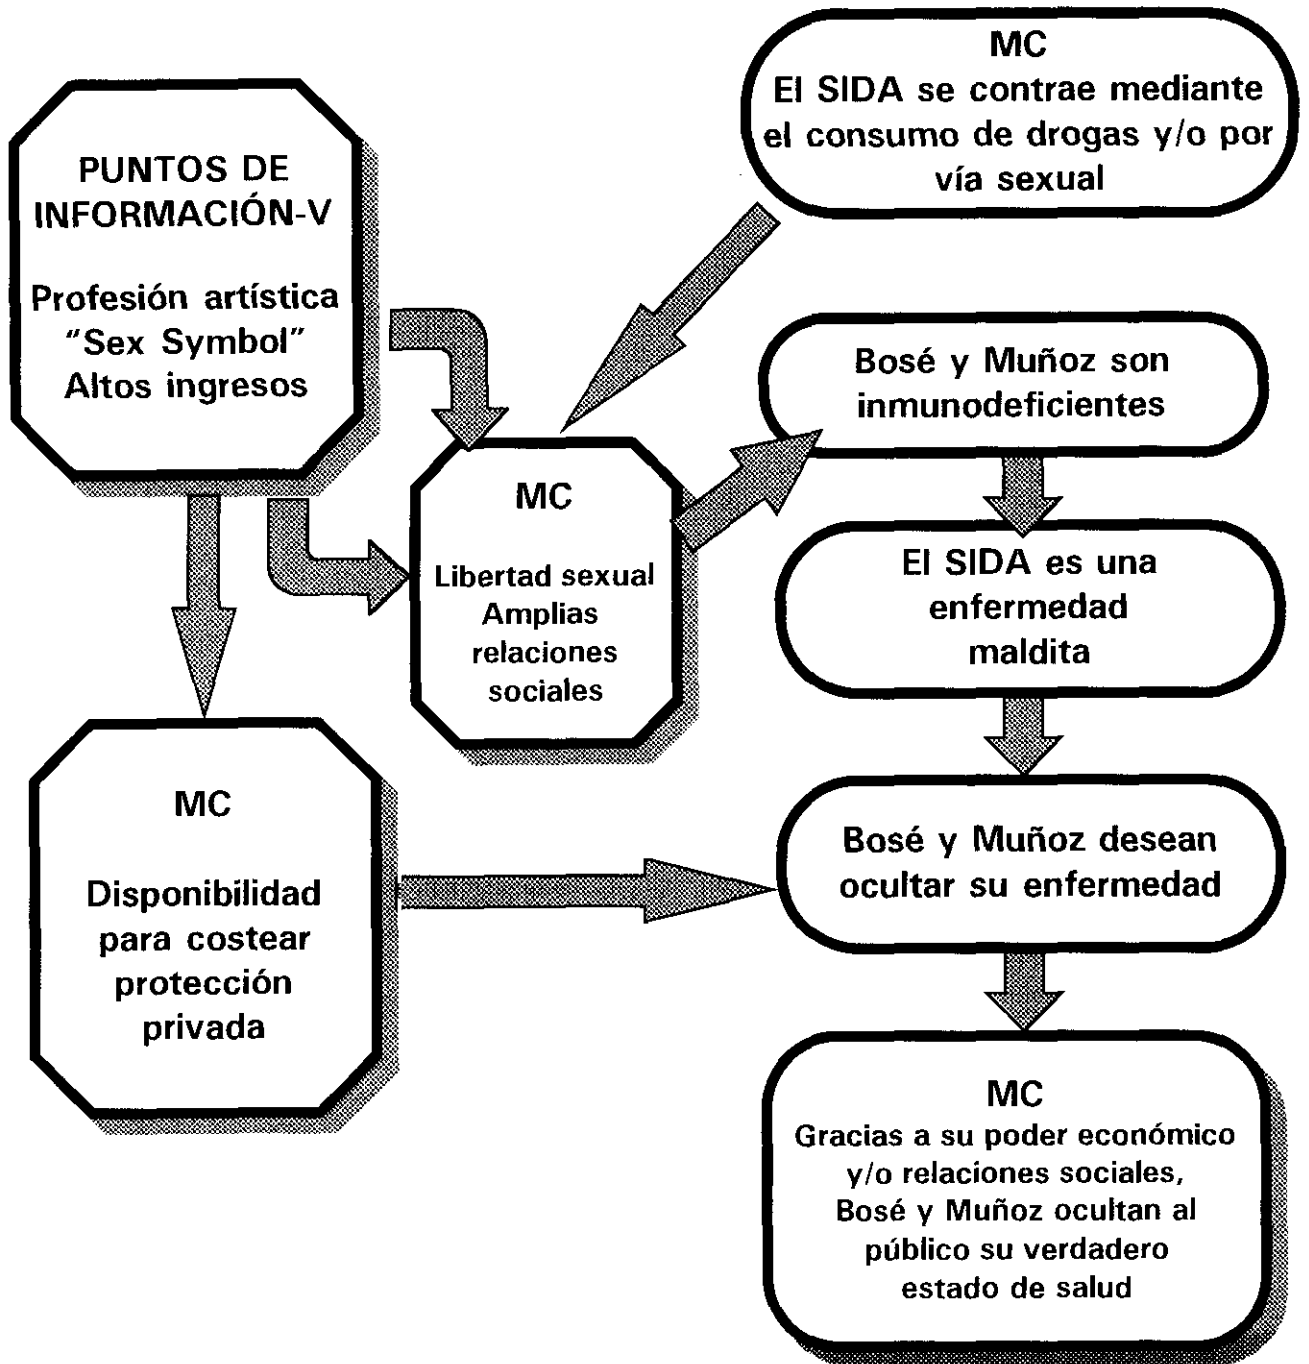 MC
El SIDA se contrae mediante
el consumo de drogas y/o por
vía sexual
PUNTOS DE
INFORMACIÓN-V
Profesión artística
"Sex Symbol"
Altos ingresos
Bosé y Muñoz son
inmunodeficientes
MC
Libertad sexual
Amplias
relaciones
sociales
El SIDA es una
enfermedad
maldita
MC
Disponibilidad
para costear
protección
privada
Bosé y Muñoz desean
ocultar su enfermedad
MC
Gracias a su poder económico
y/o relaciones sociales,
Bosé y Muñoz ocultan al
público su verdadero
estado de salud